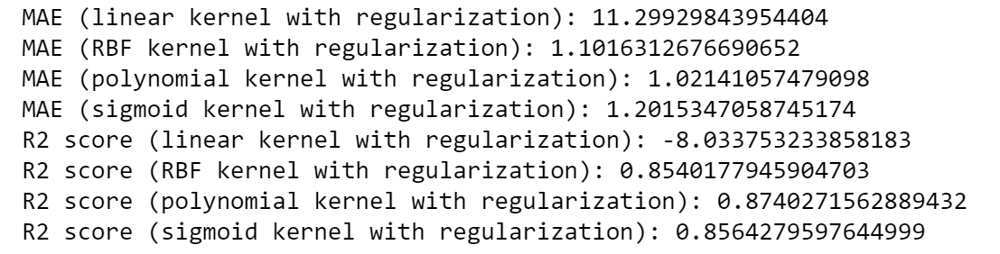 MAE (linear kernel with regularization): 11.29929843954404
MAE (RBF kernel with regularization): 1.1016312676690652
MAE (polynomial kernel with regularization): 1.02141057479098
MAE (sigmoid kernel with regularization): 1.2015347058745174
R2 score (linear kernel with regularization): -8.033753233858183
R2 score (RBF kernel with regularization): 0.8540177945904703
R2 score (polynomial kernel with regularization): 0.8740271562889432
R2 score (sigmoid kernel with regularization): 0.8564279597644999